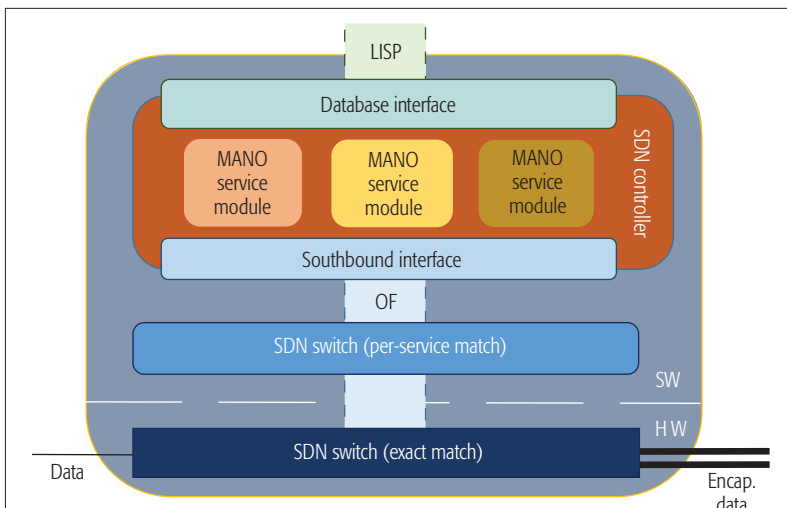 LISP
Database interface
MANO
service
module
MANO
service
module
MANO
service
module
SDN controller
Southbound interface
OF
SDN switch (per-service match)
SW
HW
SDN switch (exact match)
Data
Encap.
data